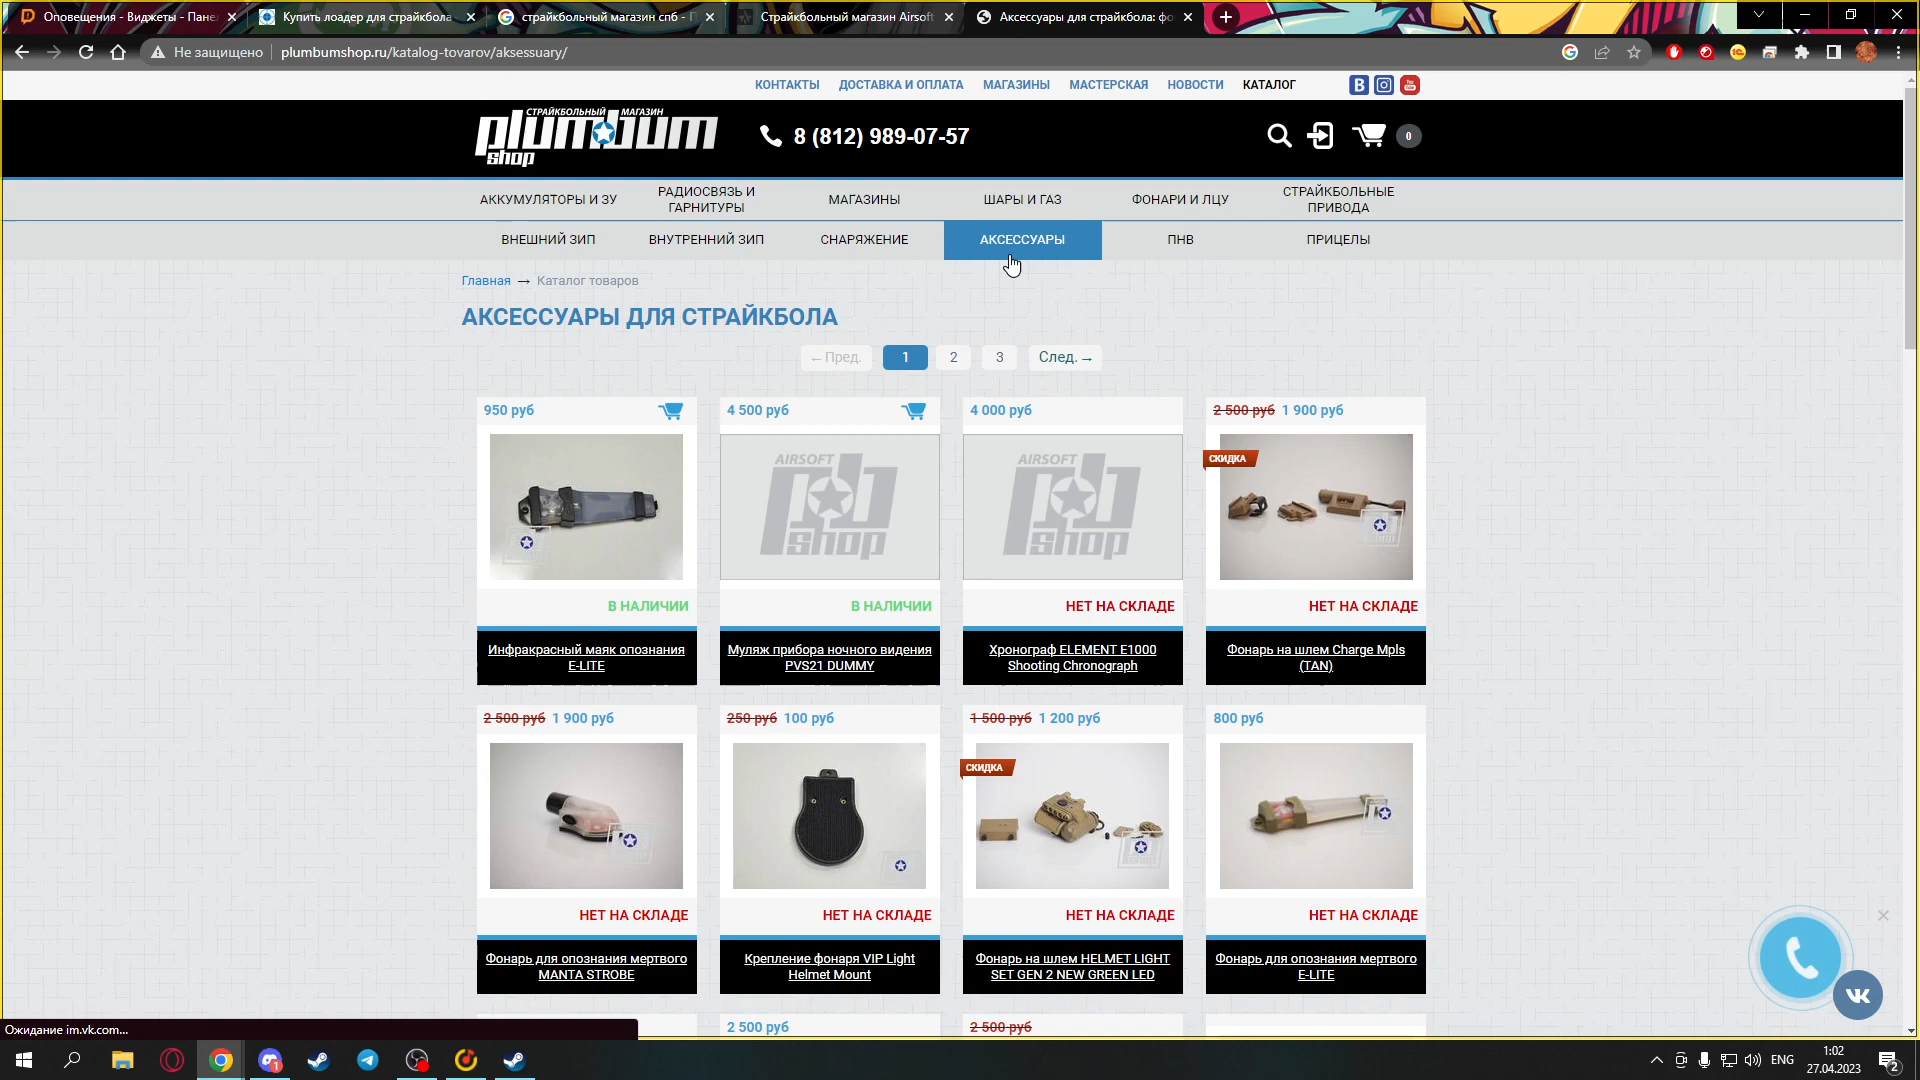 Оповещения - Виджеты - Пане
Купить лоадер для страйкбола
страйкбольный магазин спб - П
Страйкбольный магазин Airsoft
Аксессуары для страйкбола: фо
Не защищено
plumbumshop.ru/katalog-tovarov/aksessuary/
КОНТАКТЫ ДОСТАВКА И ОПЛАТА МАГАЗИНЫ МАСТЕРСКАЯ НОВОСТИ КАТАЛОГ
СТРАЙКБОЛЬНЫЙ МАГАЗИН
plumbum
shop
8 (812) 989-07-57
0
АККУМУЛЯТОРЫ И ЗУ
РАДИОСВЯЗЬ И
ГАРНИТУРЫ
МАГАЗИНЫ
ШАРЫ И ГАЗ
ФОНАРИ И ЛЦУ
СТРАЙКБОЛЬНЫЕ
ПРИВОДА
ВНЕШНИЙ ЗИП
ВНУТРЕННИЙ ЗИП
СНАРЯЖЕНИЕ
АКСЕССУАРЫ
ПНВ
ПРИЦЕЛЫ
Главная → Каталог товаров
АКСЕССУАРЫ ДЛЯ СТРАЙКБОЛА
←Пред. 1 2 3 След.→
950 руб
В НАЛИЧИИ
Инфракрасный маяк опознания
E-LITE
4 500 руб
AIRSOFT
shop
В НАЛИЧИИ
Муляж прибора ночного видения
PVS21 DUMMY
4 000 руб
AIRSOFT
shop
НЕТ НА СКЛАДЕ
Хронограф ELEMENT E1000
Shooting Chronograph
2 500 руб 1 900 руб
СКИДКА
НЕТ НА СКЛАДЕ
Фонарь на шлем Charge Mpls
(TAN)
2 500 руб 1 900 руб
НЕТ НА СКЛАДЕ
Фонарь для опознания мертвого
MANTA STROBE
250 руб 100 руб
НЕТ НА СКЛАДЕ
Крепление фонаря VIP Light
Helmet Mount
1 500 руб 1 200 руб
СКИДКА
НЕТ НА СКЛАДЕ
Фонарь на шлем HELMET LIGHT
SET GEN 2 NEW GREEN LED
800 руб
НЕТ НА СКЛАДЕ
Фонарь для опознания мертвого
E-LITE
2 500 руб
2 500 руб
Ожидание im.vk.com...
ENG
1:02
27.04.2023
2